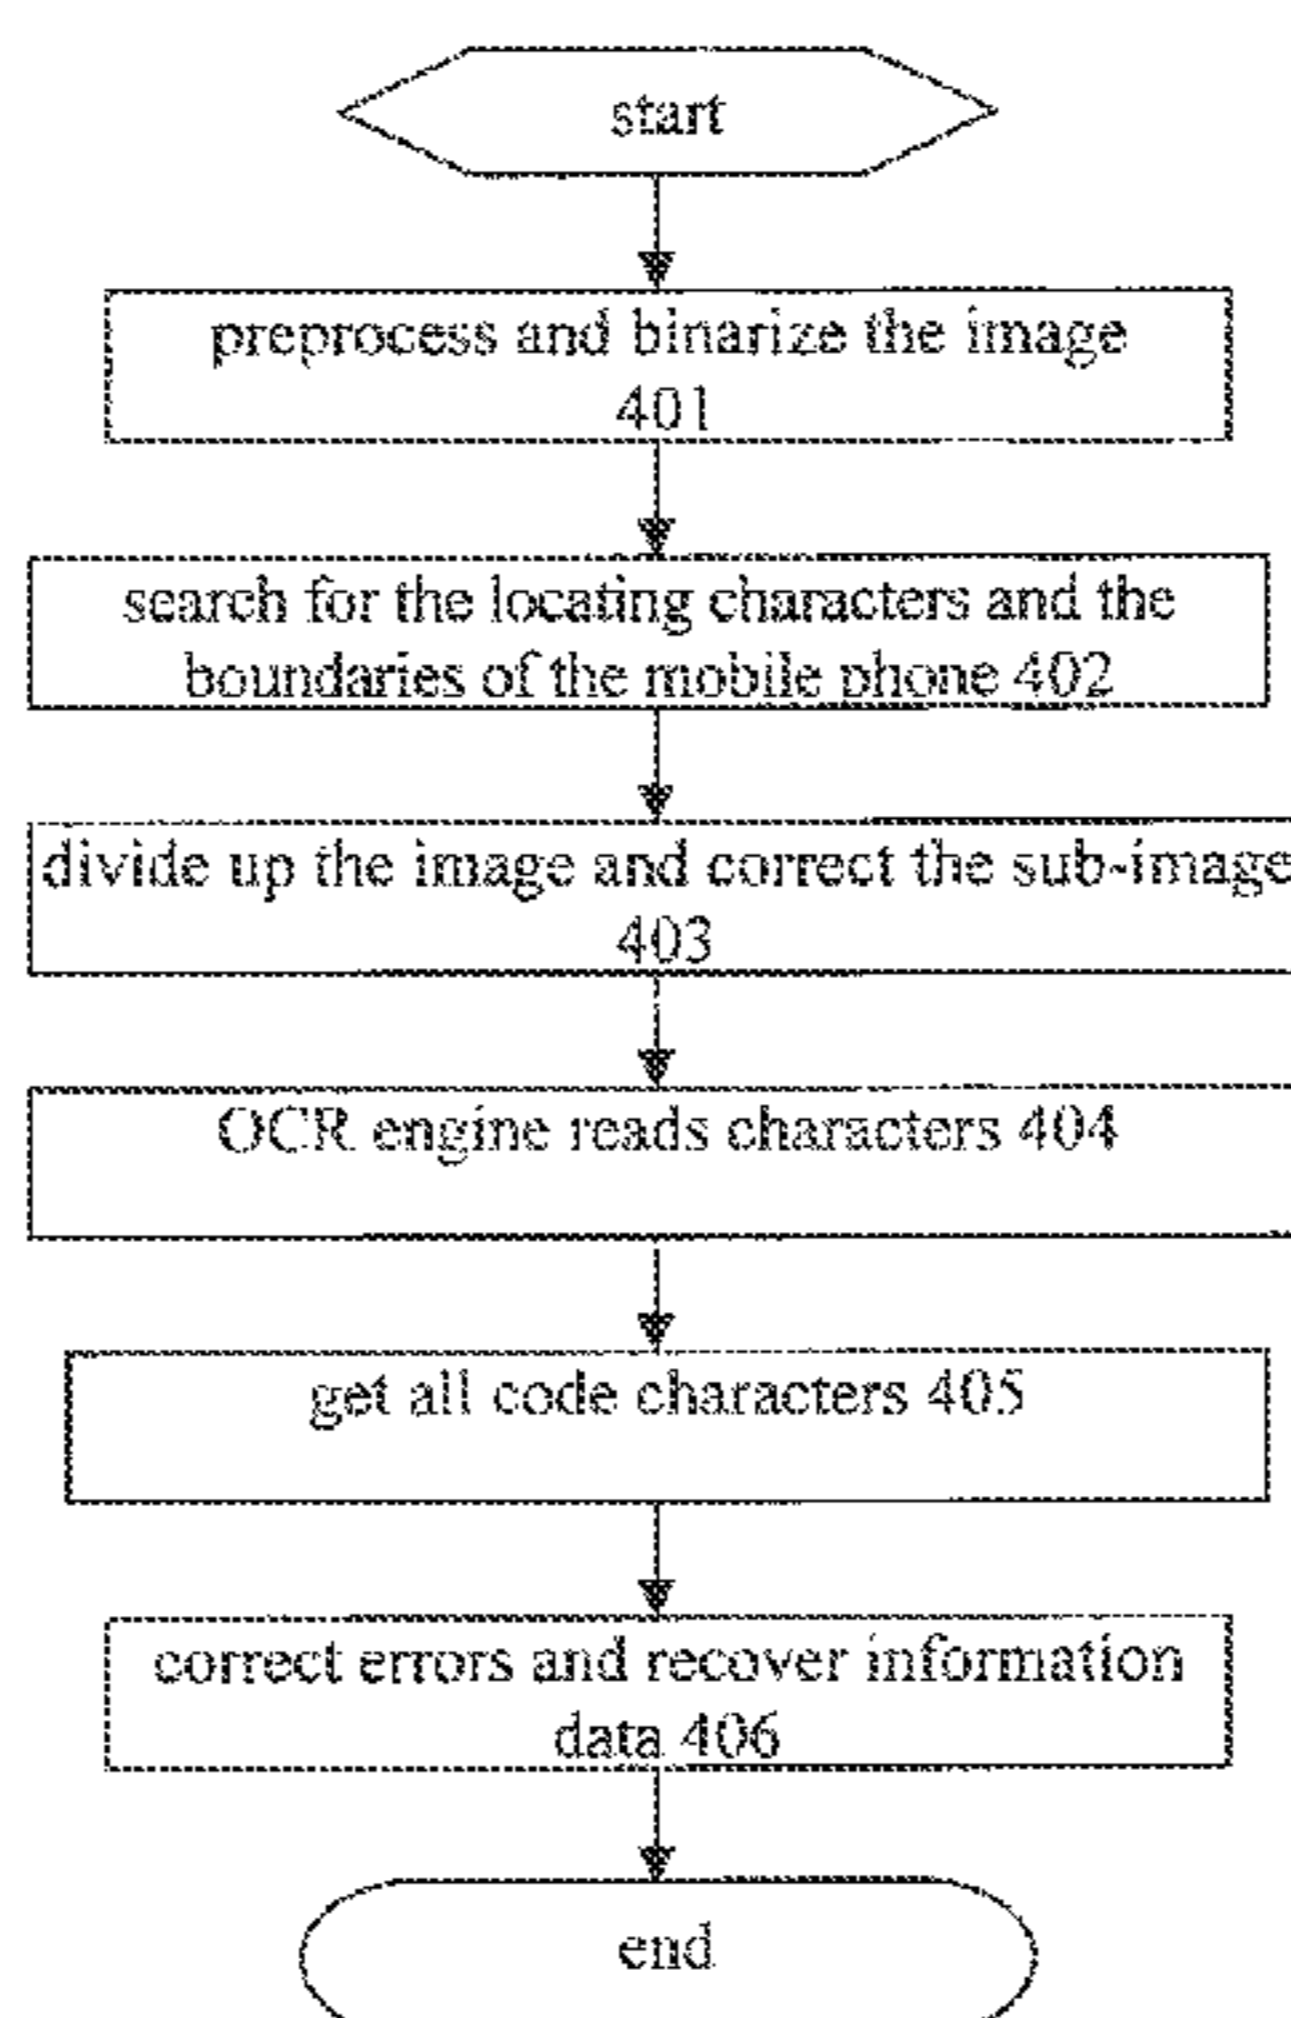 start
preprocess and binarize the image
401
search for the locating characters and the
boundaries of the mobile phone 402
divide up the image and correct the sub-image
403
OCR engine reads characters 404
get all code characters 405
correct errors and recover information
data 406
end